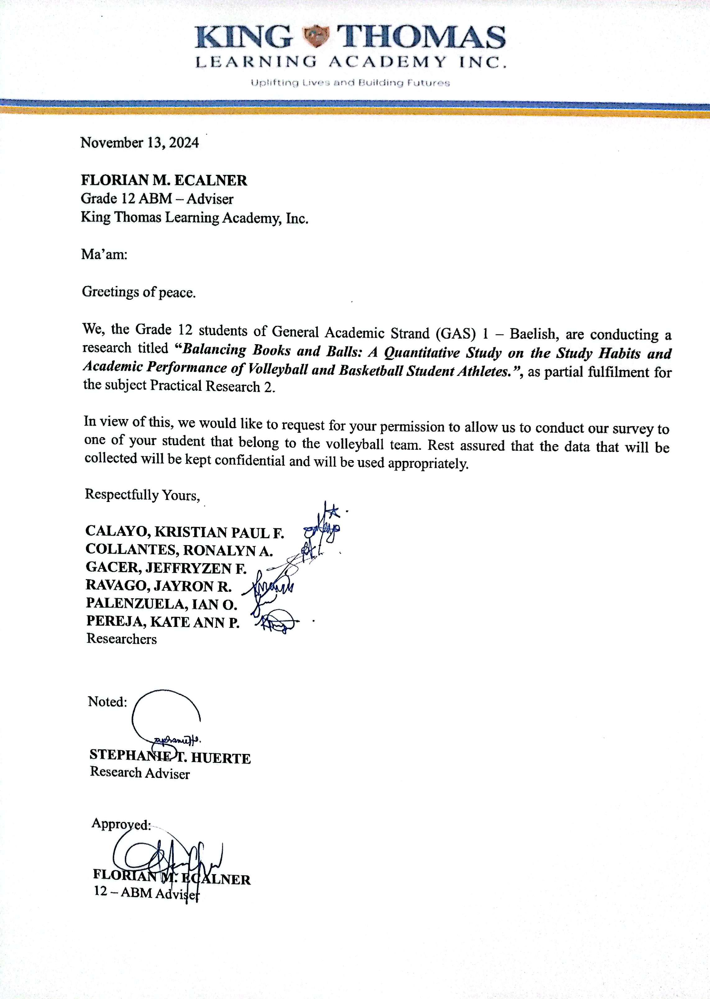 KING THOMAS
LEARNING ACADEMY INC.
Uplifting Lives and Building Futures
November 13, 2024
FLORIAN M. ECALNER
Grade 12 ABM – Adviser
King Thomas Learning Academy, Inc.
Ma’am:
Greetings of peace.
We, the Grade 12 students of General Academic Strand (GAS) 1 – Baelish, are conducting a
research titled “Balancing Books and Balls: A Quantitative Study on the Study Habits and
Academic Performance of Volleyball and Basketball Student Athletes.”, as partial fulfilment for
the subject Practical Research 2.
In view of this, we would like to request for your permission to allow us to conduct our survey to
one of your student that belong to the volleyball team. Rest assured that the data that will be
collected will be kept confidential and will be used appropriately.
Respectfully Yours,
CALAYO, KRISTIAN PAUL F.
COLLANTES, RONALYN A.
GACER, JEFFRYZEN F.
RAVAGO, JAYRON R.
PALENZUELA, IAN O.
PEREJA, KATE ANN P.
Researchers
Noted:
STEPHANIE T. HUERTE
Research Adviser
Approved:
FLORIAN M. ECALNER
12 – ABM Adviser